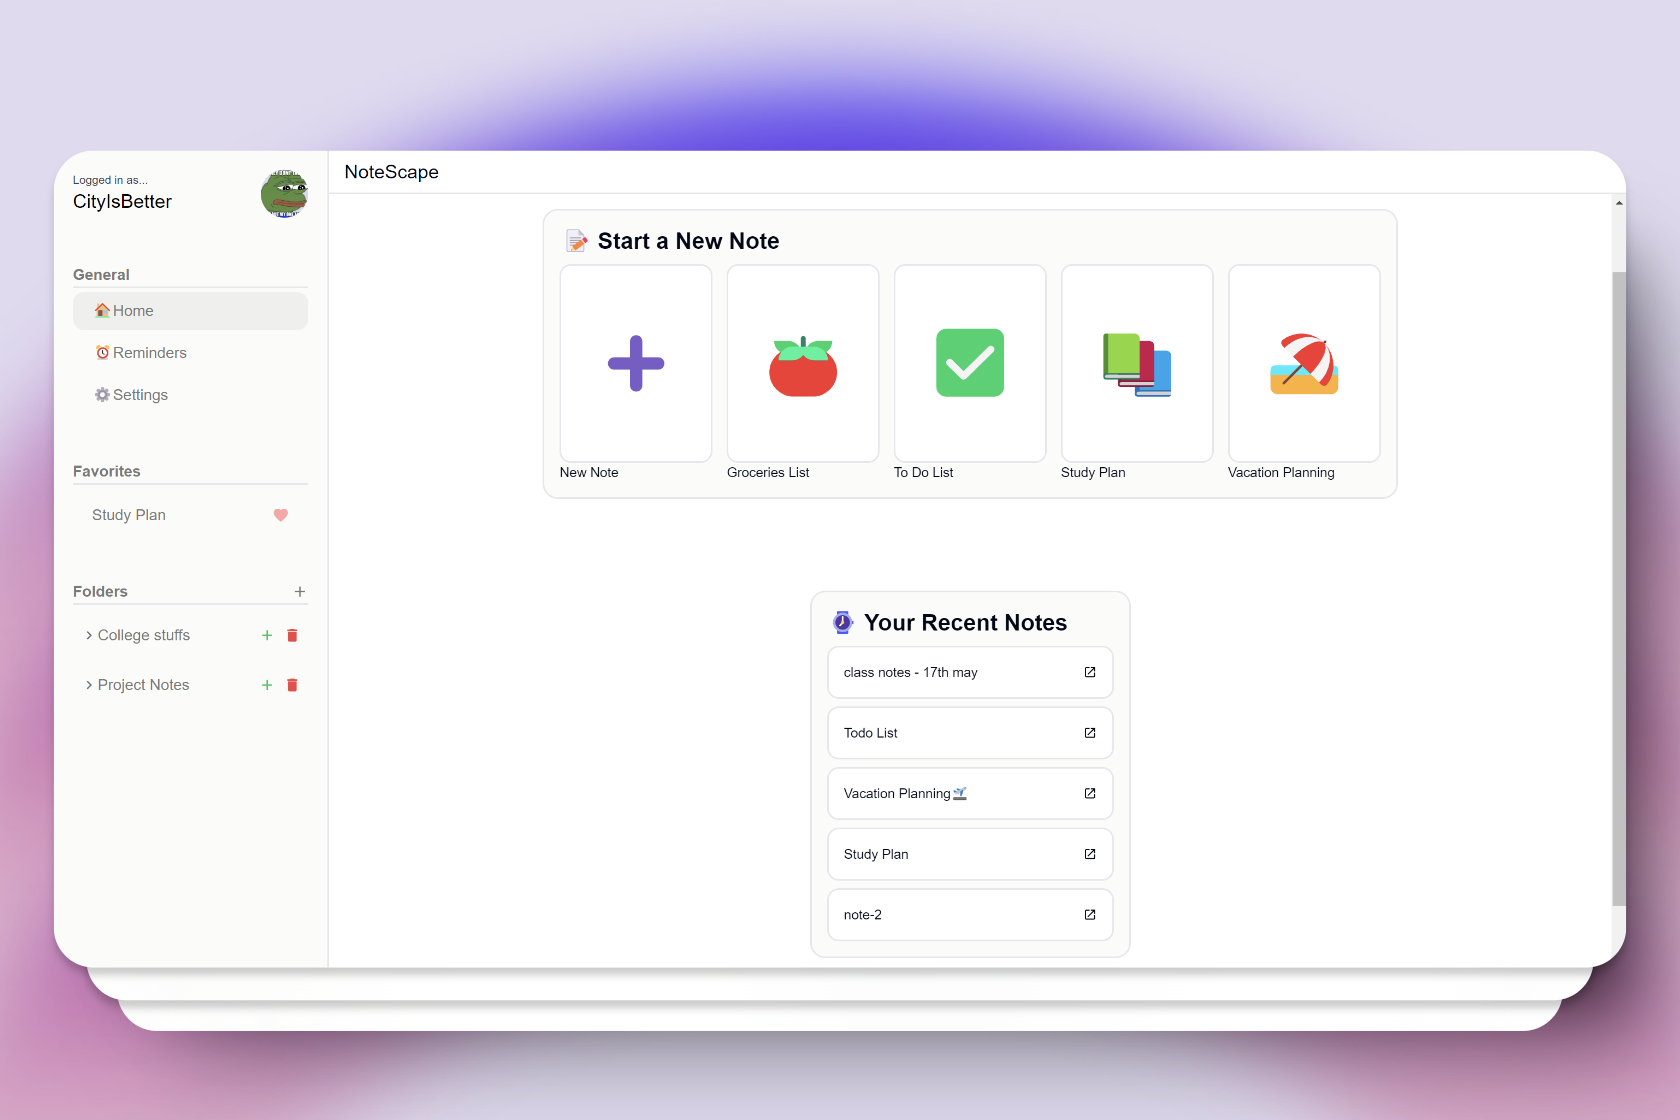 Logged in as...
CityIsBetter
General
Home
Reminders
Settings
Favorites
Study Plan
Folders
College stuffs
Project Notes
NoteScape
Start a New Note
New Note
Groceries List
To Do List
Study Plan
Vacation Planning
Your Recent Notes
class notes - 17th may
Todo List
Vacation Planning🛫
Study Plan
note-2